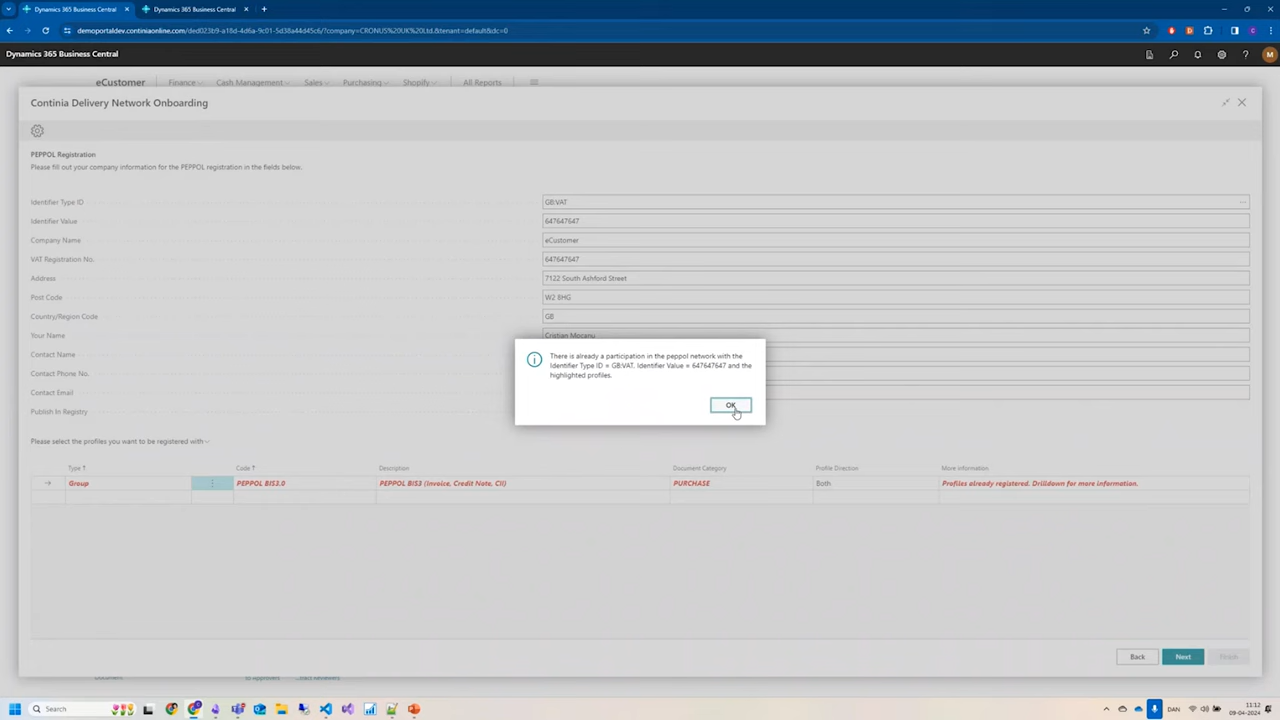 Dynamics 365 Business Central
Dynamics 365 Business Central
demoportaldev.continiaonline.com/ded023b9-a18d-4d6a-9c01-5d38a44d45c6/?company=CRONUS%20UK%20Ltd.&tenant=default&dc=0
Dynamics 365 Business Central
M
eCustomer
Finance
Cash Management
Sales
Purchasing
Shopify
All Reports
Continia Delivery Network Onboarding
PEPPOL Registration
Please fill out your company information for the PEPPOL registration in the fields below.
Identifier Type ID
GB:VAT
Identifier Value
647647647
Company Name
eCustomer
VAT Registration No.
647647647
Address
7122 South Ashford Street
Post Code
W2 8HG
Country/Region Code
GB
Your Name
Cristian Mocanu
Contact Name
Contact Phone No.
Contact Email
Publish In Registry
There is already a participation in the peppol network with the
Identifier Type ID = GB:VAT. Identifier Value = 647647647 and the
highlighted profiles.
OK
Please select the profiles you want to be registered with
Type↑ Code↑ Description Document Category Profile Direction More information
Group PEPPOL BIS3.0 PEPPOL BIS3 (Invoice, Credit Note, CII) PURCHASE Both Profiles already registered. Drilldown for more information.
Back
Next
Finish
Search
DAN
11:12
09-04-2024